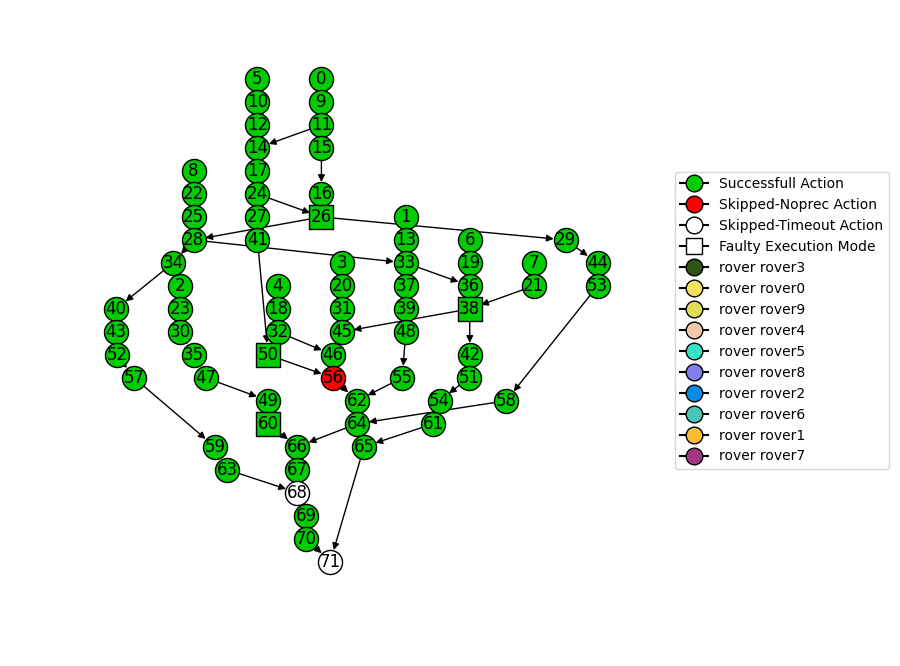 5 0
10 9
12 11
14 15
8 17
22 24 16
25 27 26 1
28 41 13 6 29
34 3 33 19 7 44
2 4 20 37 36 21 53
40 23 18 31 39 38
43 30 32 45 48
52 35 50 46 42
57 47 56 55 51
49 62 54 58
60 64 61
59 66 65
63 67
68
69
70
71
Successfull Action
Skipped-Noprec Action
Skipped-Timeout Action
Faulty Execution Mode
rover rover3
rover rover0
rover rover9
rover rover4
rover rover5
rover rover8
rover rover2
rover rover6
rover rover1
rover rover7